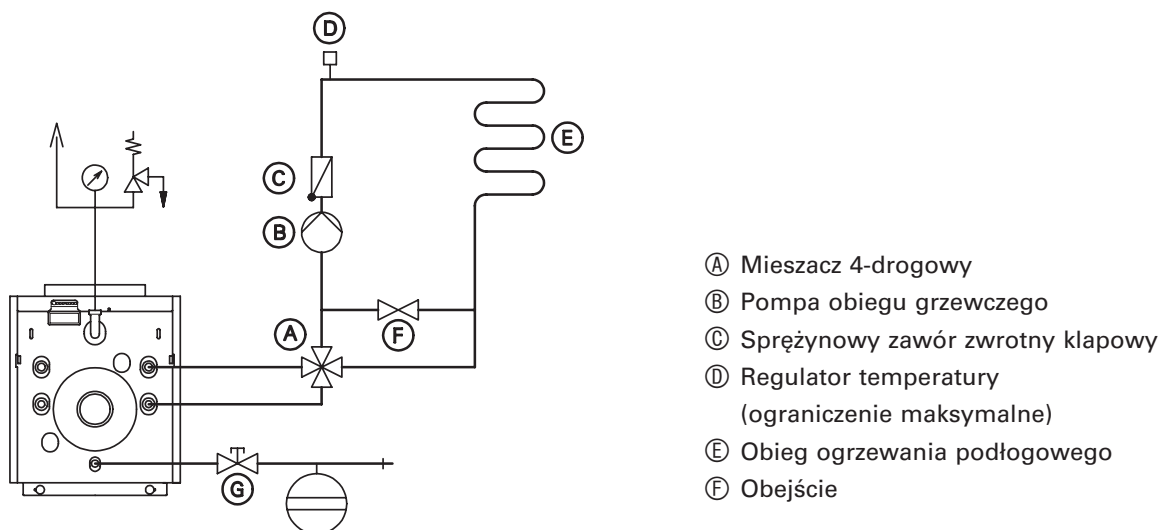 D
E
C
B
A
F
G
Ⓐ Mieszacz 4-drogowy
Ⓑ Pompa obiegu grzewczego
Ⓒ Sprężynowy zawór zwrotny klapowy
Ⓓ Regulator temperatury
(ograniczenie maksymalne)
Ⓔ Obieg ogrzewania podłogowego
Ⓕ Obejście